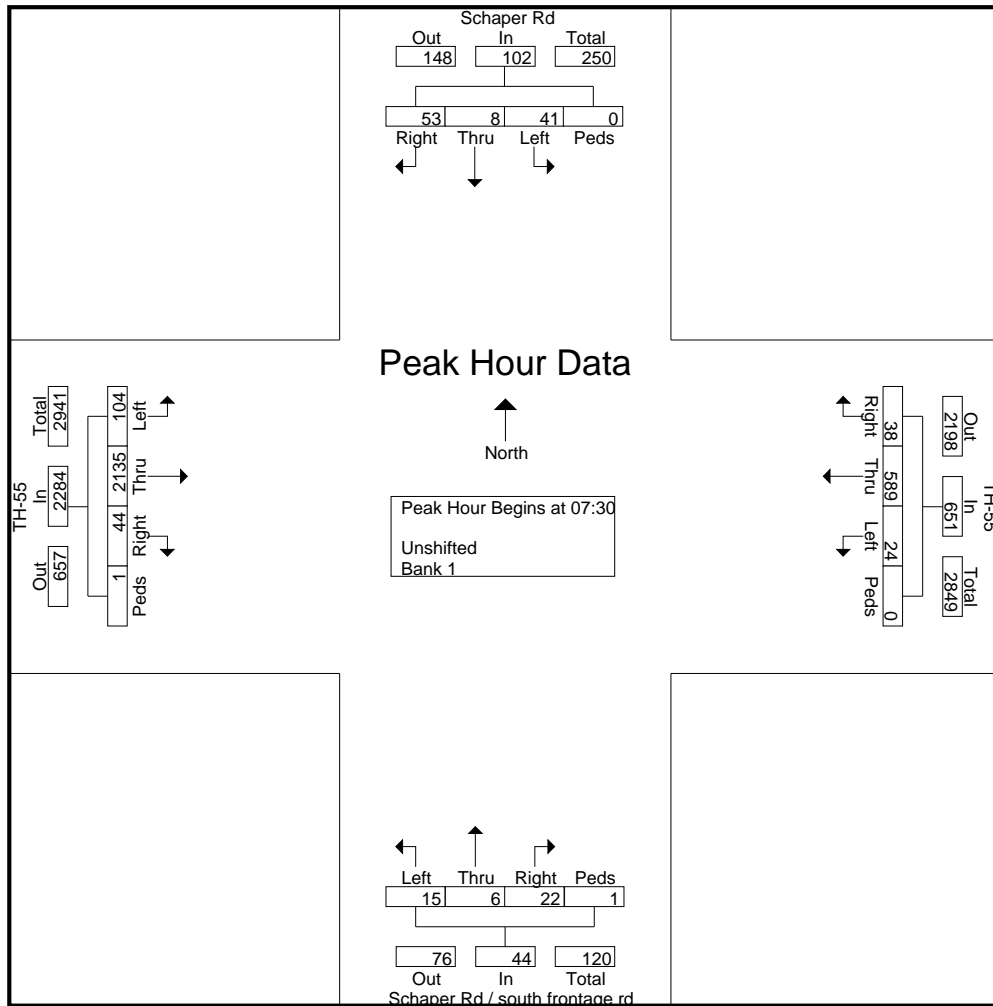 Schaper Rd
Out In Total
148 102 250
53 8 41 0
Right Thru Left Peds
Peak Hour Data
North
Peak Hour Begins at 07:30
Unshifted
Bank 1
TH-55
Total In Out
2941 2284 657
104 2135 44 1
Left Thru Right Peds
Right Thru Left Peds
38 589 24 0
2198 651 2849
Out In Total
TH-55
Left Thru Right Peds
15 6 22 1
76 44 120
Out In Total
Schaper Rd / south frontage rd